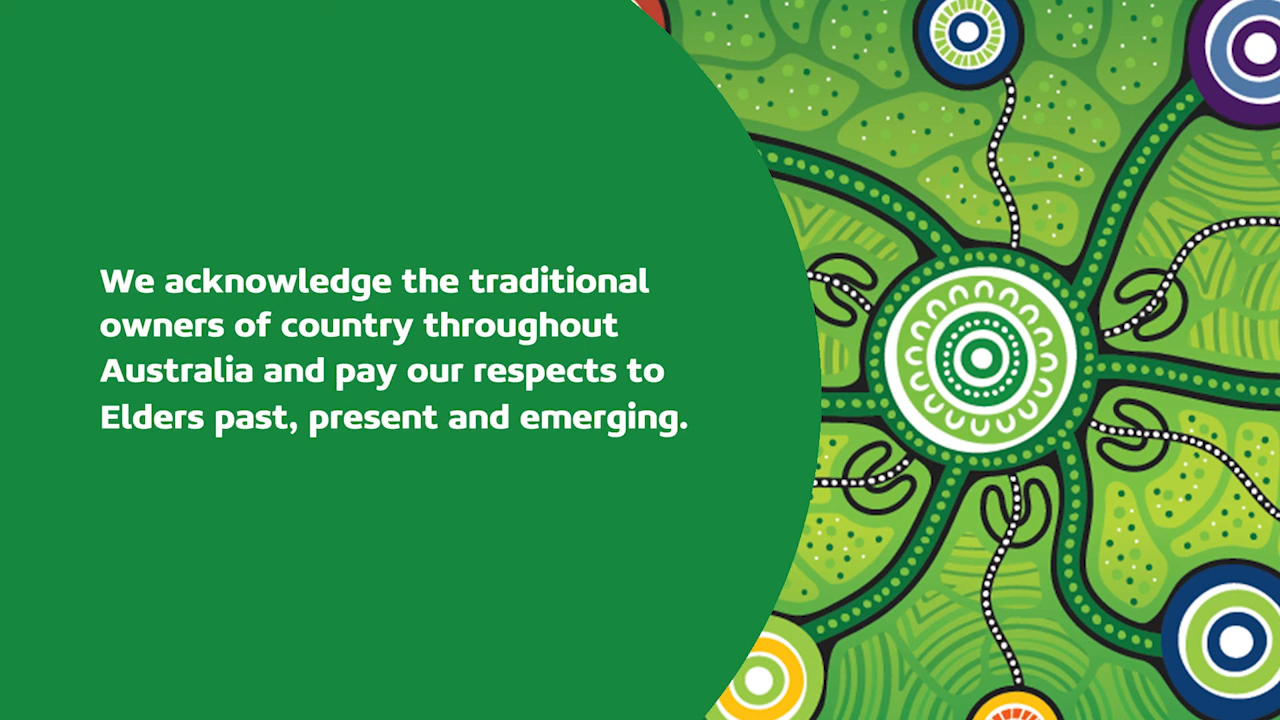 We acknowledge the traditional
owners of country throughout
Australia and pay our respects to
Elders past, present and emerging.